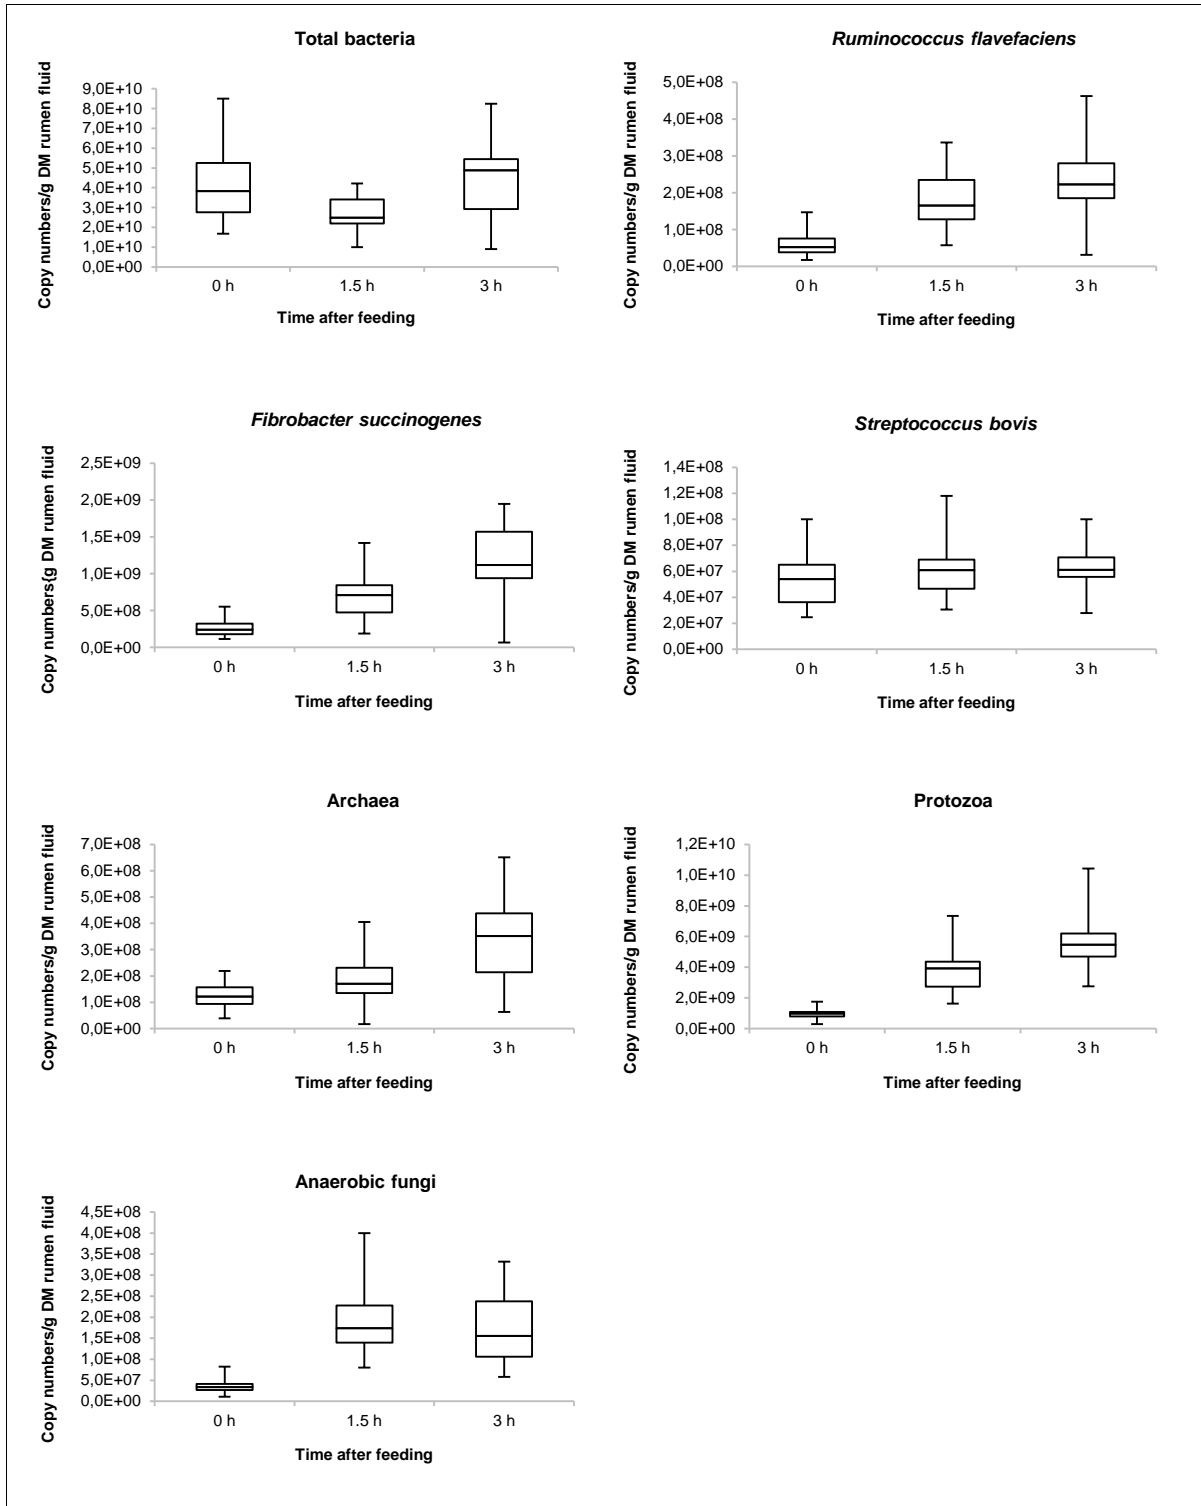 Total bacteria
Copy numbers/g DM rumen fluid
9,0E+10
8,0E+10
7,0E+10
6,0E+10
5,0E+10
4,0E+10
3,0E+10
2,0E+10
1,0E+10
0,0E+00
0 h 1.5 h 3 h
Time after feeding
Ruminococcus flavefaciens
Copy numbers/g DM rumen fluid
5,0E+08
4,0E+08
3,0E+08
2,0E+08
1,0E+08
0,0E+00
0 h 1.5 h 3 h
Time after feeding
Fibrobacter succinogenes
Copy numbers{g DM rumen fluid
2,5E+09
2,0E+09
1,5E+09
1,0E+09
5,0E+08
0,0E+00
0 h 1.5 h 3 h
Time after feeding
Streptococcus bovis
Copy numbers/g DM rumen fluid
1,4E+08
1,2E+08
1,0E+08
8,0E+07
6,0E+07
4,0E+07
2,0E+07
0,0E+00
0 h 1.5 h 3 h
Time after feeding
Archaea
Copy numbers/g DM rumen fluid
7,0E+08
6,0E+08
5,0E+08
4,0E+08
3,0E+08
2,0E+08
1,0E+08
0,0E+00
0 h 1.5 h 3 h
Time after feeding
Protozoa
Copy numbers/g DM rumen fluid
1,2E+10
1,0E+10
8,0E+09
6,0E+09
4,0E+09
2,0E+09
0,0E+00
0 h 1.5 h 3 h
Time after feeding
Anaerobic fungi
Copy numbers/g DM rumen fluid
4,5E+08
4,0E+08
3,5E+08
3,0E+08
2,5E+08
2,0E+08
1,5E+08
1,0E+08
5,0E+07
0,0E+00
0 h 1.5 h 3 h
Time after feeding